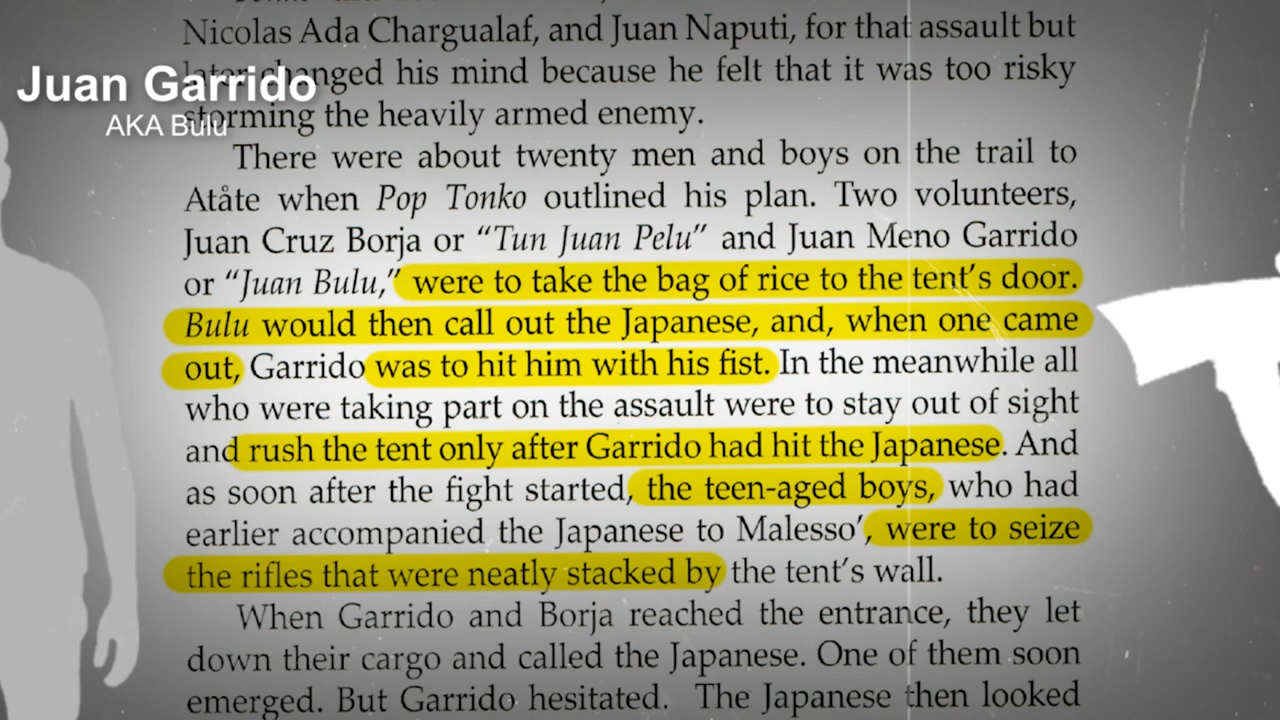 Nicolas Ada Chargualaf, and Juan Naputi, for that assault but
Juan Garrido
AKA Bulu
later changed his mind because he felt that it was too risky
storming the heavily armed enemy.
There were about twenty men and boys on the trail to
Atåte when Pop Tonko outlined his plan. Two volunteers,
Juan Cruz Borja or “Tun Juan Pelu” and Juan Meno Garrido
or “Juan Bulu,” were to take the bag of rice to the tent’s door.
Bulu would then call out the Japanese, and, when one came
out, Garrido was to hit him with his fist. In the meanwhile all
who were taking part on the assault were to stay out of sight
and rush the tent only after Garrido had hit the Japanese. And
as soon after the fight started, the teen-aged boys, who had
earlier accompanied the Japanese to Malesso’, were to seize
the rifles that were neatly stacked by the tent’s wall.
When Garrido and Borja reached the entrance, they let
down their cargo and called the Japanese. One of them soon
emerged. But Garrido hesitated. The Japanese then looked